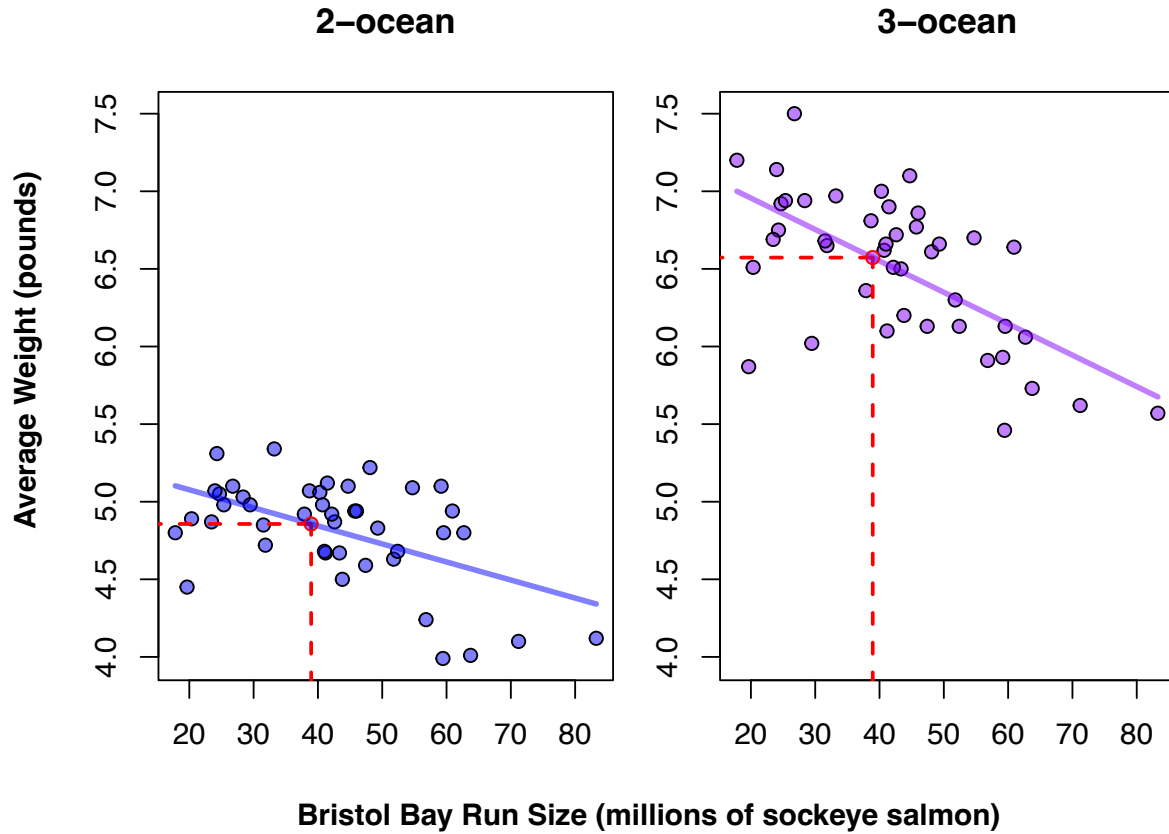 2−ocean
3−ocean
Average Weight (pounds)
7.5
7.0
6.5
6.0
5.5
5.0
4.5
4.0
7.5
7.0
6.5
6.0
5.5
5.0
4.5
4.0
20 30 40 50 60 70 80
20 30 40 50 60 70 80
Bristol Bay Run Size (millions of sockeye salmon)